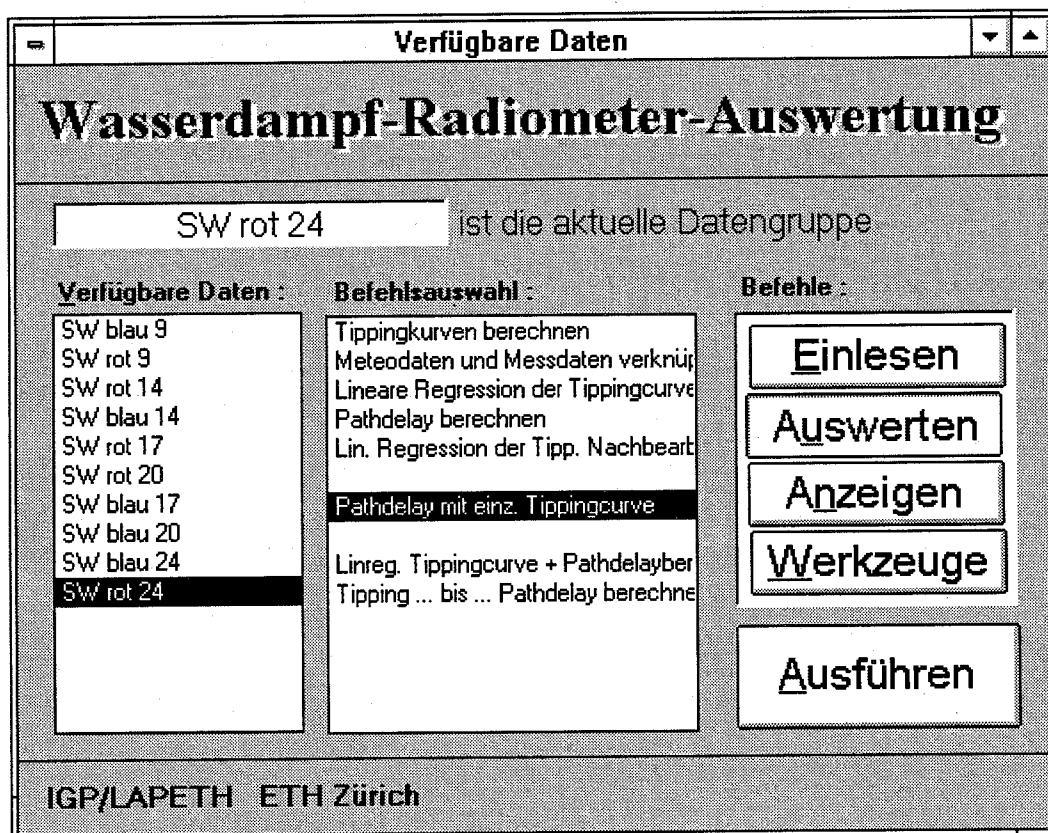 Verfügbare Daten
Wasserdampf-Radiometer-Auswertung
SW rot 24 ist die aktuelle Datengruppe
Verfügbare Daten :
SW blau 9
SW rot 9
SW rot 14
SW blau 14
SW rot 17
SW rot 20
SW blau 17
SW blau 20
SW blau 24
SW rot 24
Befehlsauswahl :
Tippingkurven berechnen
Meteodaten und Messdaten verknüp
Lineare Regression der Tippingcurve
Pathdelay berechnen
Lin. Regression der Tipp. Nachbearb
Pathdelay mit einz. Tippingcurve
Linreg. Tippingcurve + Pathdelayber
Tipping ... bis ... Pathdelay berechne
Befehle :
Einlesen
Auswerten
Anzeigen
Werkzeuge
Ausführen
IGP/LAPETH ETH Zürich